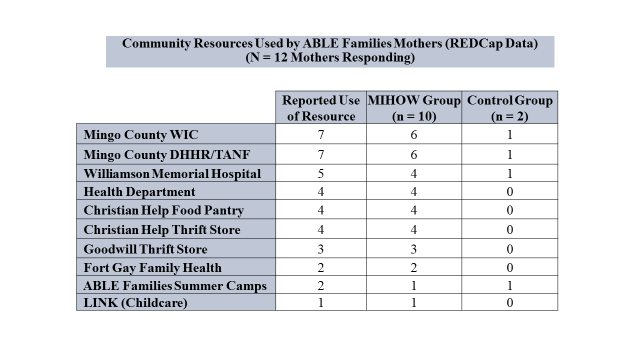 Community Resources Used by ABLE Families Mothers (REDCap Data)
(N = 12 Mothers Responding)
Reported Use of Resource MIHOW Group (n = 10) Control Group (n = 2)
Mingo County WIC 7 6 1
Mingo County DHHR/TANF 7 6 1
Williamson Memorial Hospital 5 4 1
Health Department 4 4 0
Christian Help Food Pantry 4 4 0
Christian Help Thrift Store 4 4 0
Goodwill Thrift Store 3 3 0
Fort Gay Family Health 2 2 0
ABLE Families Summer Camps 2 1 1
LINK (Childcare) 1 1 0